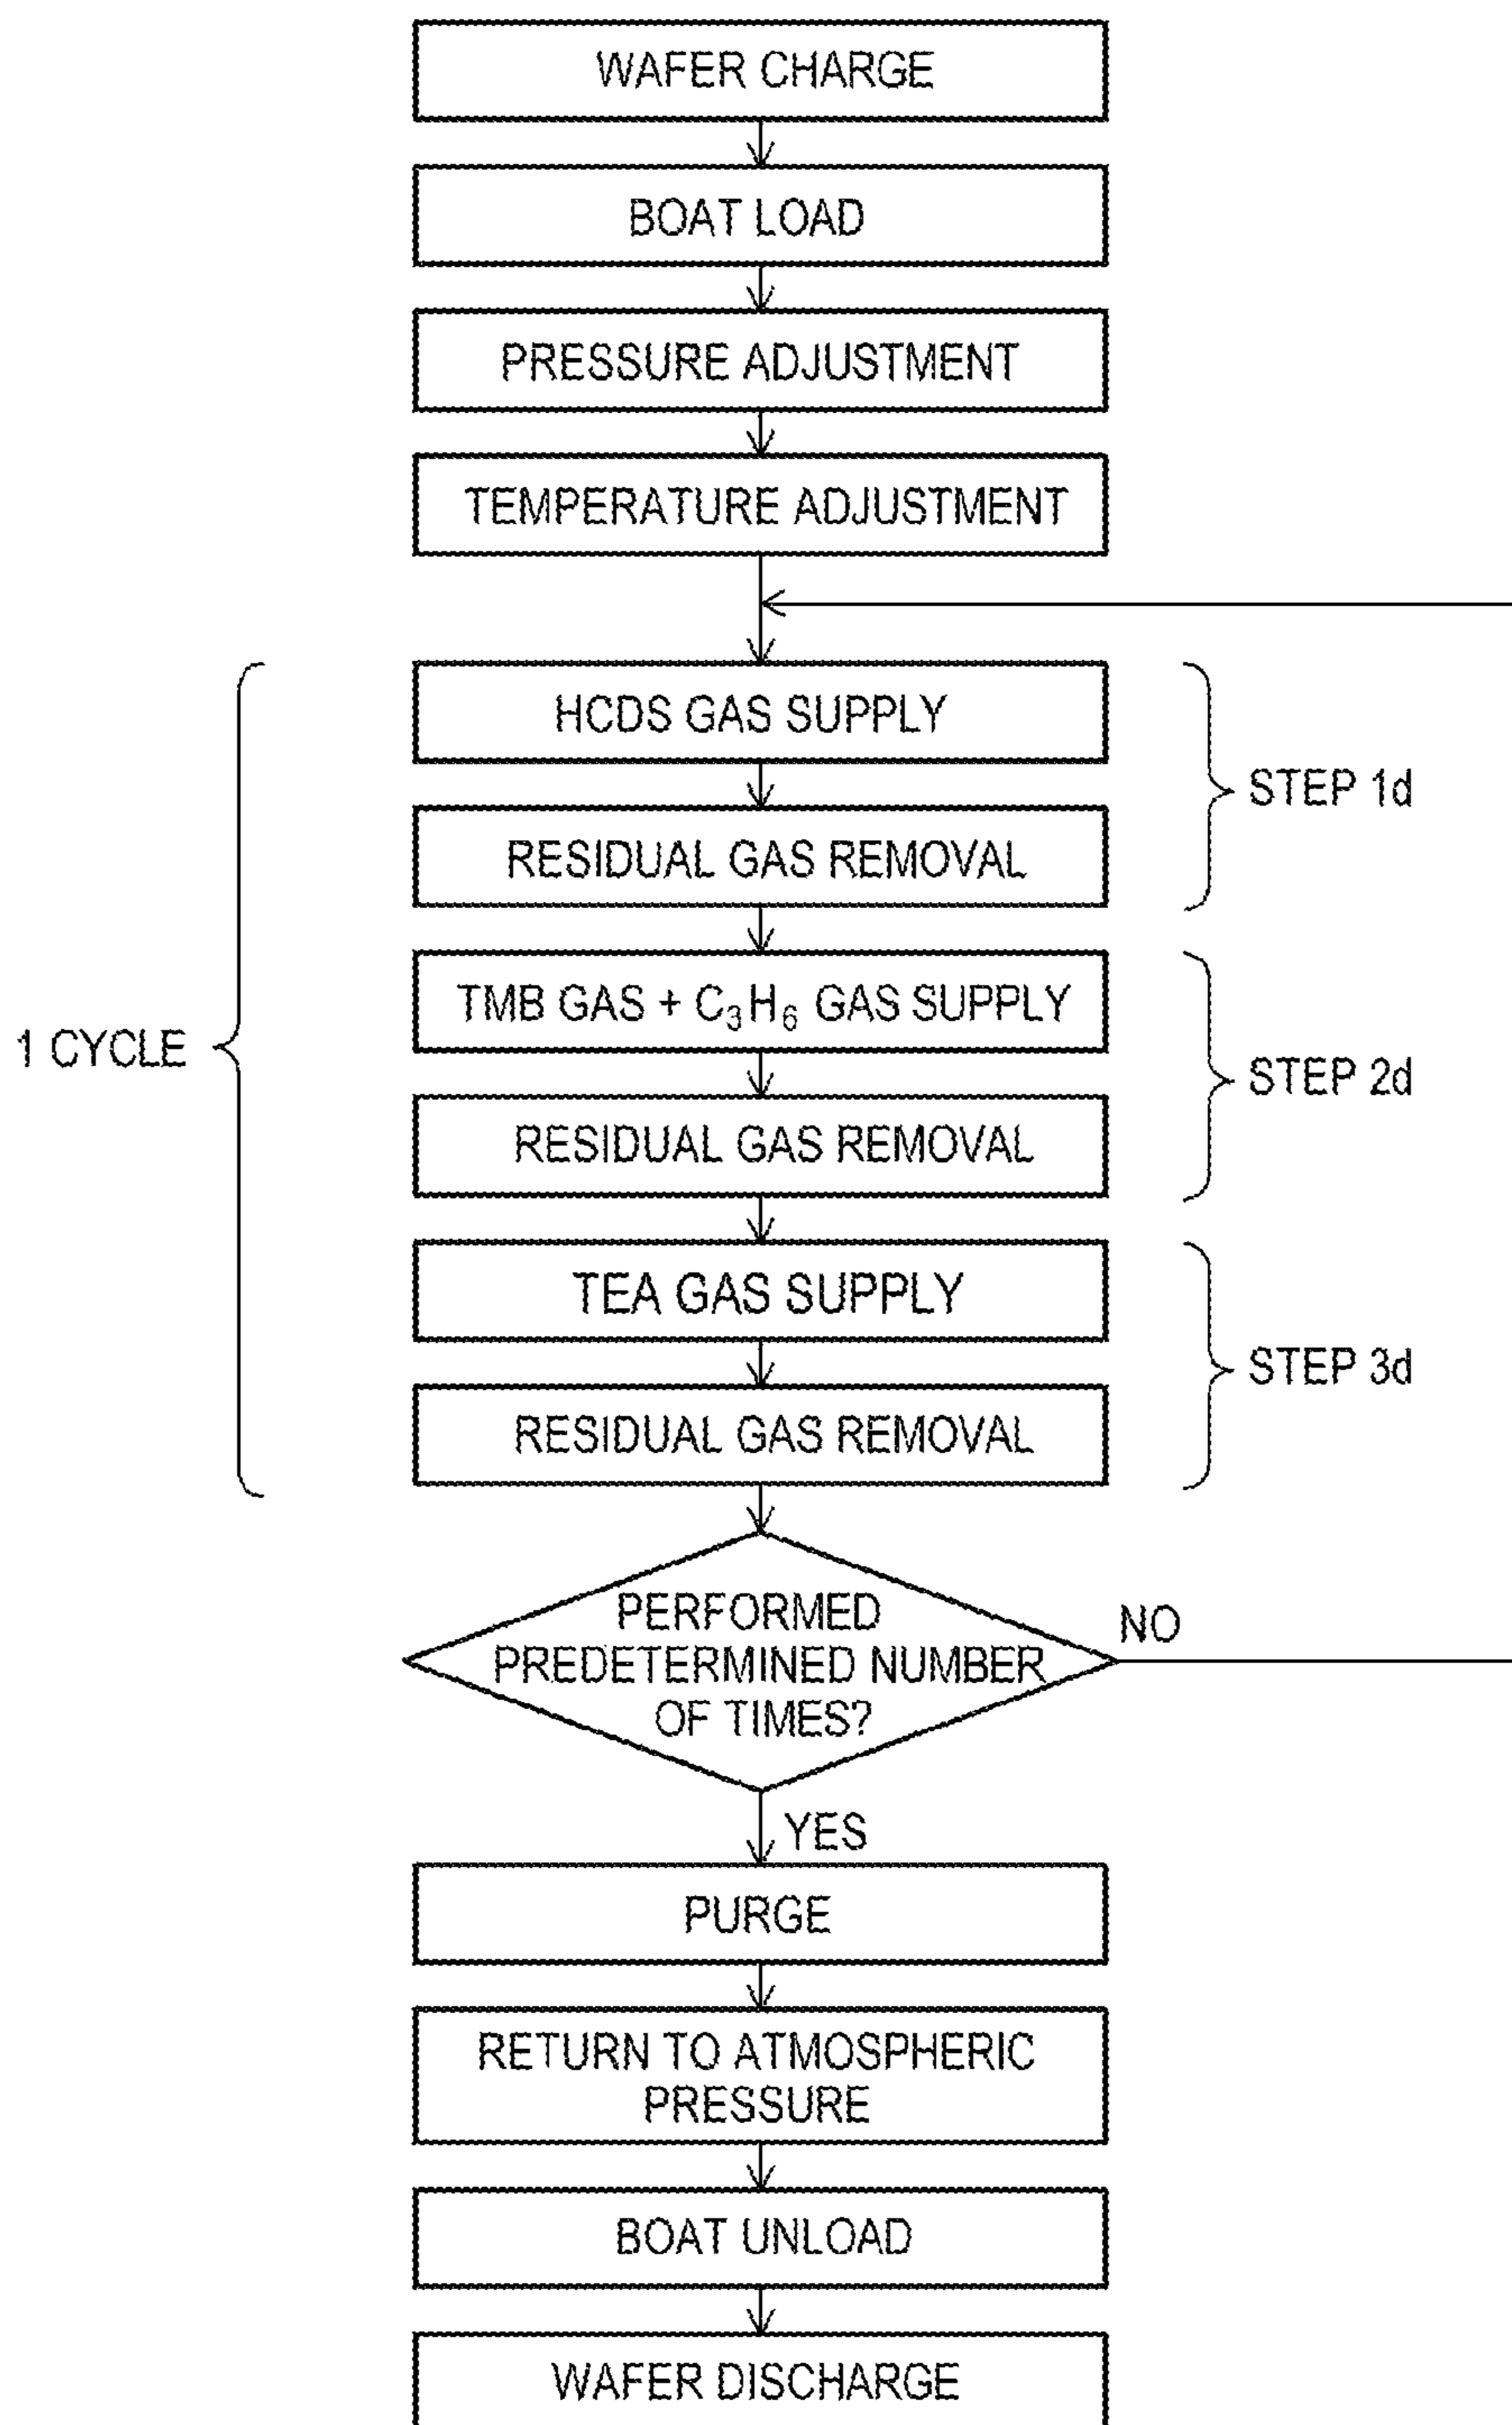 WAFER CHARGE
BOAT LOAD
PRESSURE ADJUSTMENT
TEMPERATURE ADJUSTMENT
HCDS GAS SUPPLY
STEP 1d
RESIDUAL GAS REMOVAL
TMB GAS + C₃H₆ GAS SUPPLY
1 CYCLE
STEP 2d
RESIDUAL GAS REMOVAL
TEA GAS SUPPLY
STEP 3d
RESIDUAL GAS REMOVAL
PERFORMED
PREDETERMINED NUMBER
OF TIMES?
NO
YES
PURGE
RETURN TO ATMOSPHERIC
PRESSURE
BOAT UNLOAD
WAFER DISCHARGE